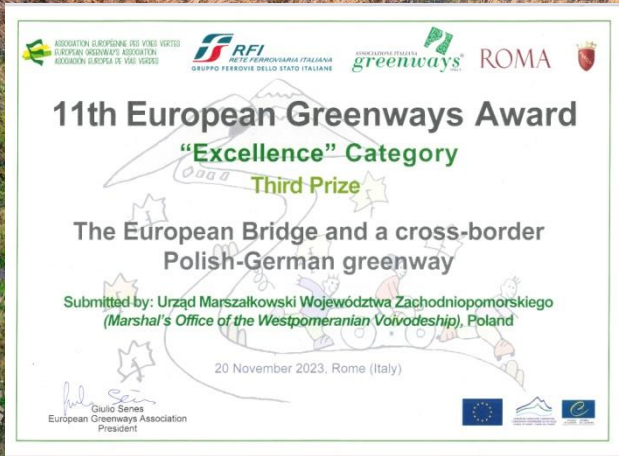 ASSOCIATION EUROPÉENNE DES VOIES VERTES
EUROPEAN GREENWAYS ASSOCIATION
ASOCIACIÓN EUROPEA DE VÍAS VERDES
RFI
RETE FERROVIARIA ITALIANA
GRUPPO FERROVIE DELLO STATO ITALIANE
ASSOCIAZIONE ITALIANA
greenways
ROMA
11th European Greenways Award
“Excellence” Category
Third Prize
The European Bridge and a cross-border
Polish-German greenway
Submitted by: Urząd Marszałkowski Województwa Zachodniopomorskiego
(Marshal's Office of the Westpomeranian Voivodeship), Poland
20 November 2023, Rome (Italy)
Giulio Senes
European Greenways Association
President